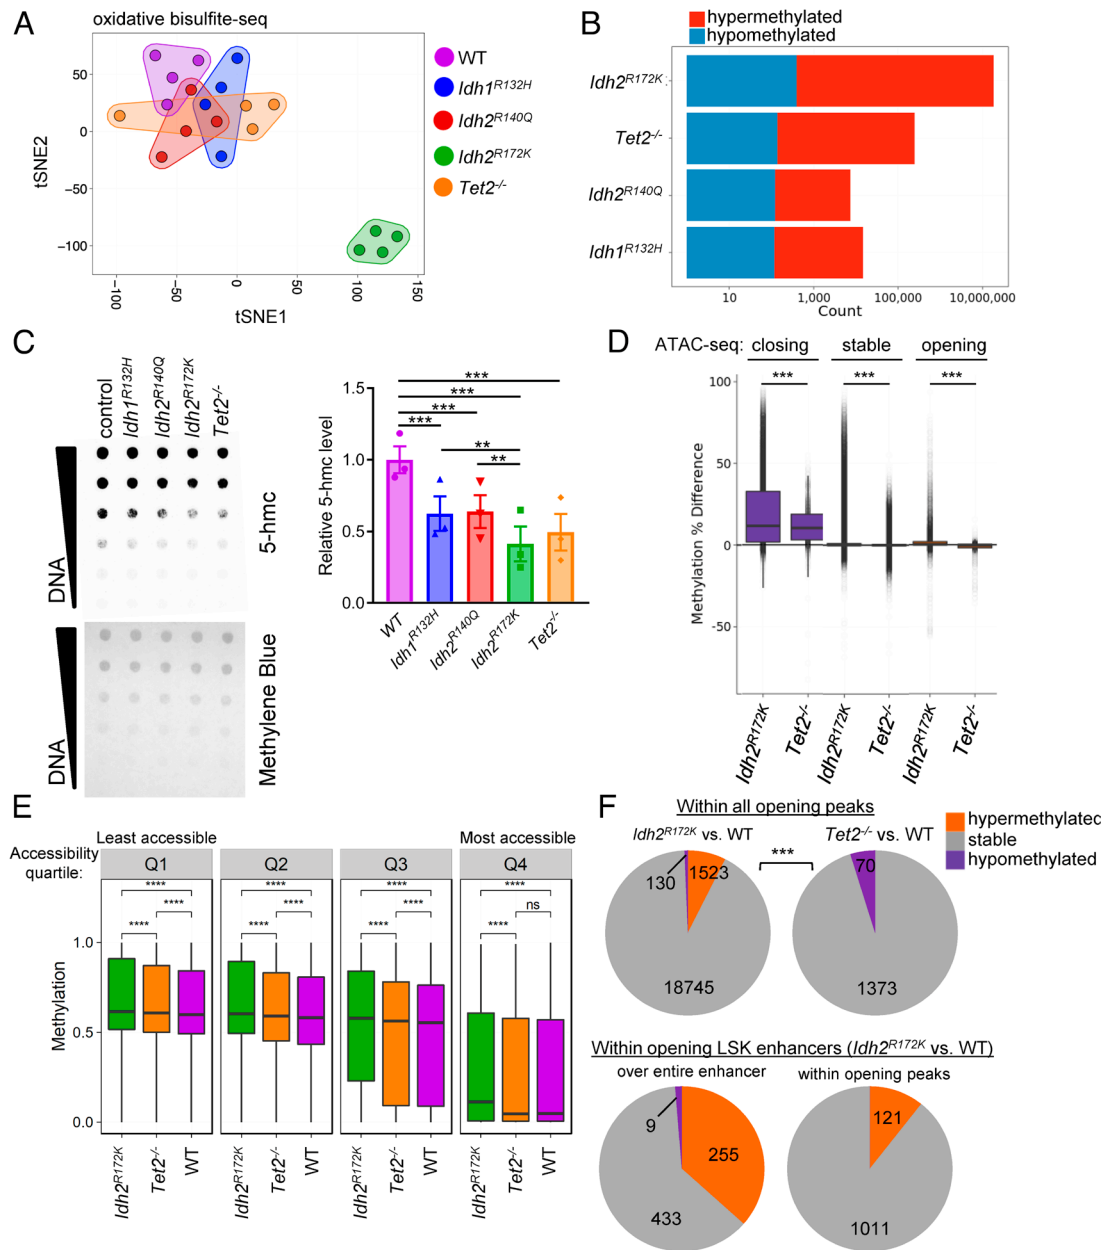 A
oxidative bisulfite-seq
tSNE2
50
0
−50
−100
-100
-50
0
50
100
150
tSNE1
WT
Idh1R132H
Idh2R140Q
Idh2R172K
Tet2-/-
B
hypermethylated
hypomethylated
Idh2R172K
Tet2-/-
Idh2R140Q
Idh1R132H
10
1,000
100,000
10,000,000
Count
C
control
Idh1R132H
Idh2R140Q
Idh2R172K
Tet2-/-
DNA
5-hmc
DNA
Methylene Blue
Relative 5-hmc level
1.5
1.0
0.5
0.0
***
***
***
***
**
**
WT
Idh1R132H
Idh2R140Q
Idh2R172K
Tet2-/-
D
ATAC-seq: closing stable opening
*** *** ***
Methylation % Difference
100
50
0
-50
Idh2R172K
Tet2-/-
Idh2R172K
Tet2-/-
Idh2R172K
Tet2-/-
E
Least accessible
Most accessible
Accessibility
quartile:
Q1 Q2 Q3 Q4
**** **** **** ****
**** **** **** ns
**** **** **** ****
Methylation
1.0
0.5
0.0
Idh2R172K
Tet2-/-
WT
Idh2R172K
Tet2-/-
WT
Idh2R172K
Tet2-/-
WT
Idh2R172K
Tet2-/-
WT
F
Within all opening peaks
Idh2R172K vs. WT
Tet2-/- vs. WT
hypermethylated
stable
hypomethylated
***
130
1523
18745
70
1373
Within opening LSK enhancers (Idh2R172K vs. WT)
over entire enhancer
within opening peaks
9
255
433
121
1011